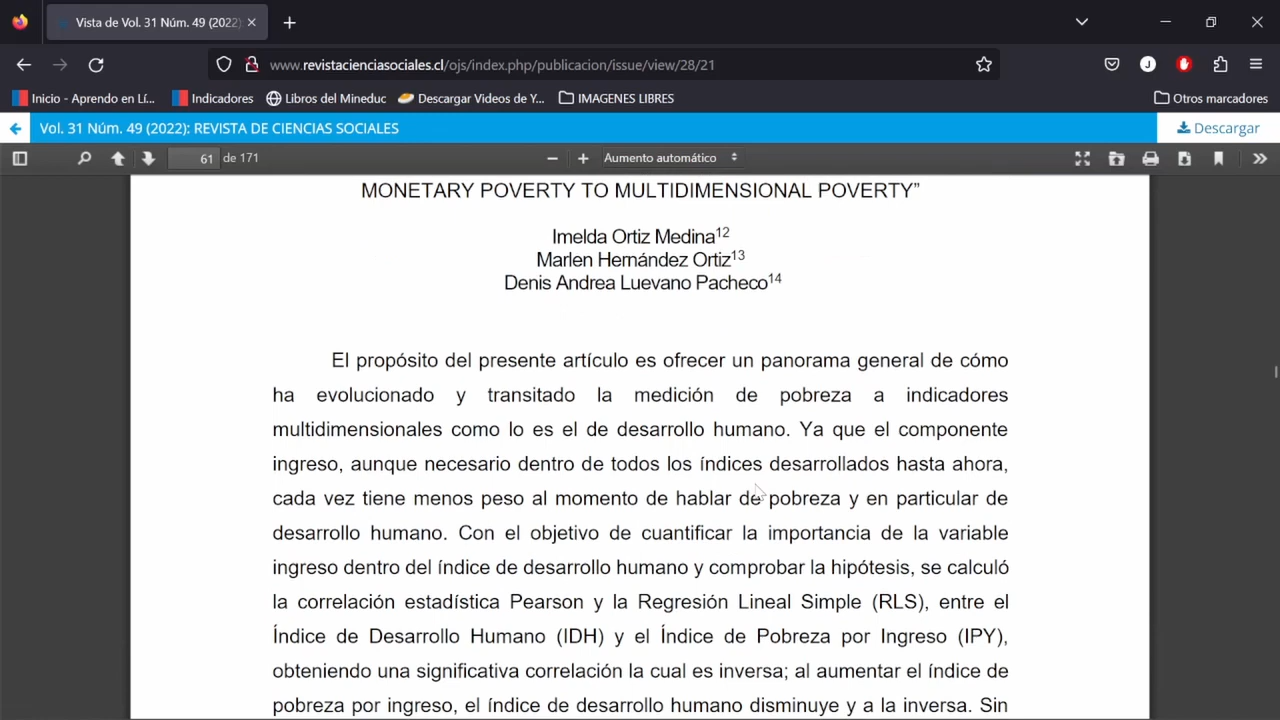 Vista de Vol. 31 Núm. 49 (2022)
www.revistacienciasociales.cl/ojs/index.php/publicacion/issue/view/28/21
Inicio - Aprendo en Lí... Indicadores Libros del Mineduc Descargar Videos de Y... IMAGENES LIBRES Otros marcadores
Vol. 31 Núm. 49 (2022): REVISTA DE CIENCIAS SOCIALES Descargar
61 de 171 Aumento automático
MONETARY POVERTY TO MULTIDIMENSIONAL POVERTY”
Imelda Ortiz Medina12
Marlen Hernández Ortiz13
Denis Andrea Luevano Pacheco14
El propósito del presente artículo es ofrecer un panorama general de cómo
ha evolucionado y transitado la medición de pobreza a indicadores
multidimensionales como lo es el de desarrollo humano. Ya que el componente
ingreso, aunque necesario dentro de todos los índices desarrollados hasta ahora,
cada vez tiene menos peso al momento de hablar de pobreza y en particular de
desarrollo humano. Con el objetivo de cuantificar la importancia de la variable
ingreso dentro del índice de desarrollo humano y comprobar la hipótesis, se calculó
la correlación estadística Pearson y la Regresión Lineal Simple (RLS), entre el
Índice de Desarrollo Humano (IDH) y el Índice de Pobreza por Ingreso (IPY),
obteniendo una significativa correlación la cual es inversa; al aumentar el índice de
pobreza por ingreso, el índice de desarrollo humano disminuye y a la inversa. Sin